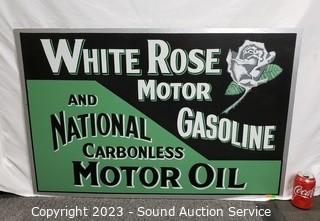 WHITE ROSE
MOTOR
GASOLINE
AND
NATIONAL
CARBONLESS
MOTOR OIL
Coca-Cola
Copyright 2023 - Sound Auction Service